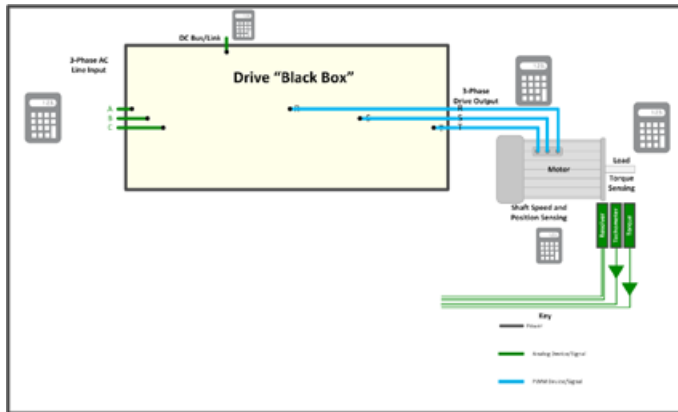 DC Bus/Link
3-Phase AC
Line Input
Drive “Black Box”
3-Phase
Drive Output
A
B
C
R
S
T
R
S
T
Motor
Load
Torque
Sensing
Shaft Speed and
Position Sensing
Resolver
Tachometer
Torque
Key
Power
Analog Device/Signal
PWM Device/Signal